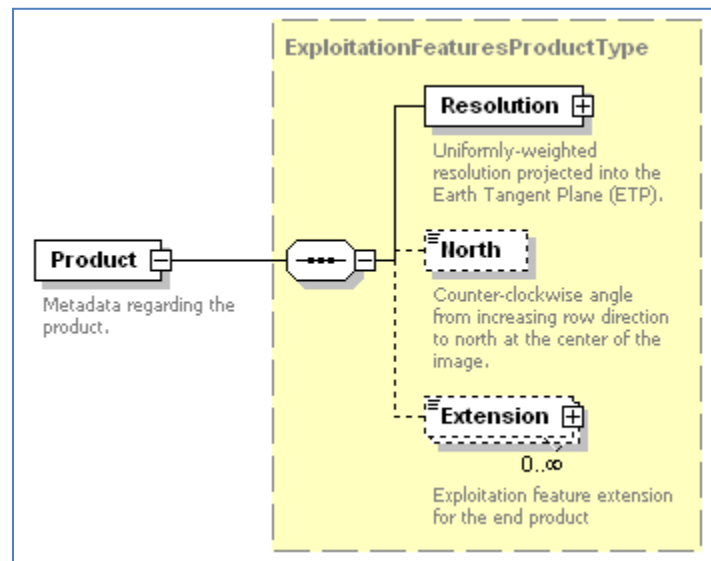 ExploitationFeaturesProductType
Resolution
Uniformly-weighted
resolution projected into the
Earth Tangent Plane (ETP).
Product
Metadata regarding the
product.
North
Counter-clockwise angle
from increasing row direction
to north at the center of the
image.
Extension
0..∞
Exploitation feature extension
for the end product